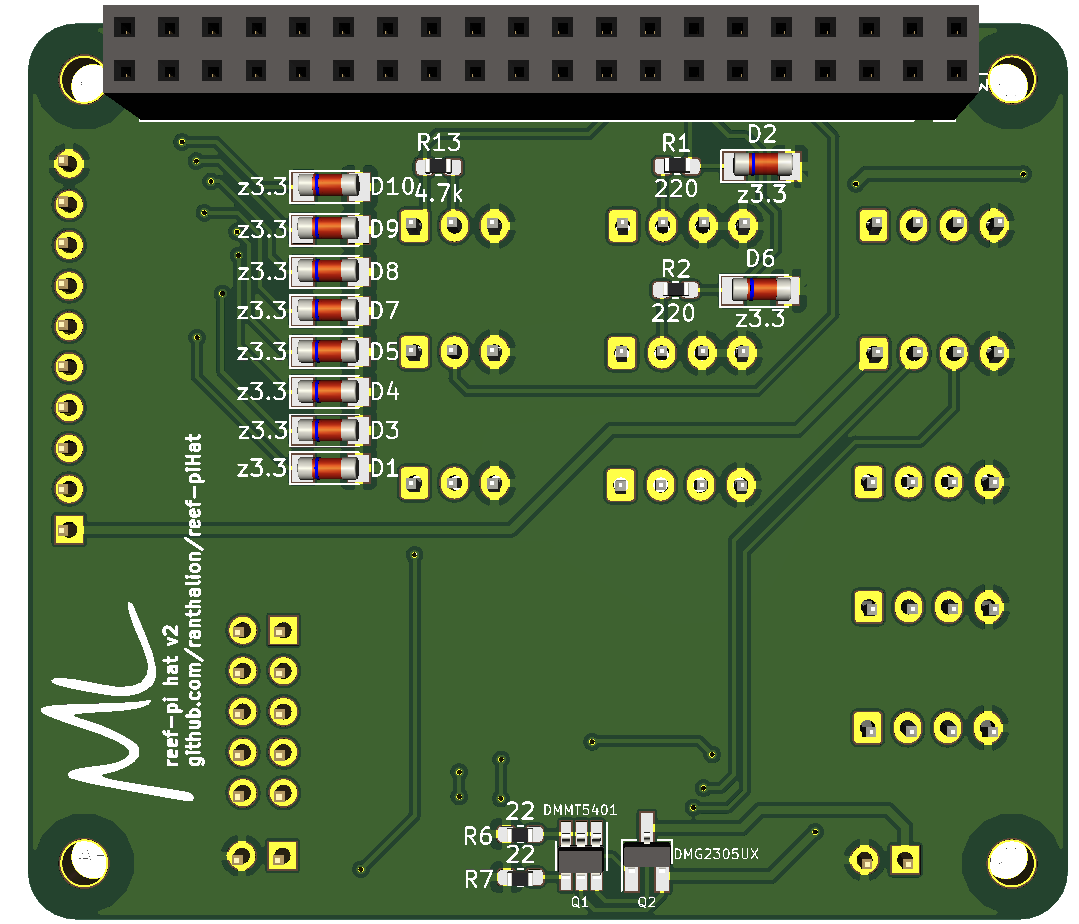 R13
4.7k
R1
220
D2
z3.3
z3.3 D10
z3.3 D9
z3.3 D8
z3.3 D7
z3.3 D5
z3.3 D4
z3.3 D3
z3.3 D1
R2
220
D6
z3.3
reef-pi hat v2
github.com/ranthalion/reef-piHat
ML
22
R6
22
R7
DMMT5401
Q1
DMG2305UX
Q2